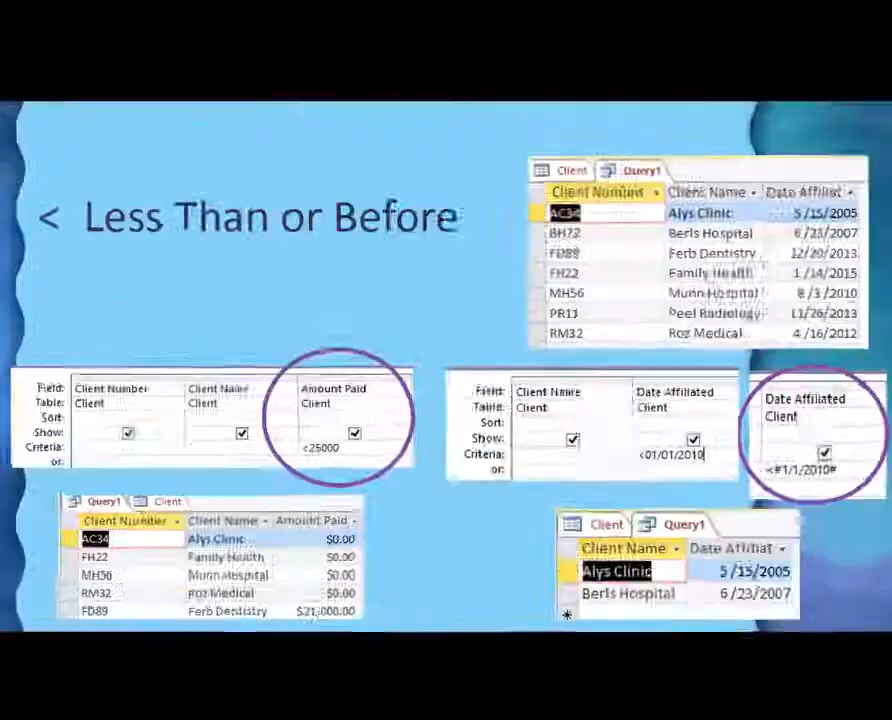 < Less Than or Before
Client Query1
Client Number Client Name Date Affiliat
AC34 Alys Clinic 5/15/2005
BH72 Berls Hospital 6/23/2007
FD89 Ferb Dentistry 12/20/2013
FH22 Family Health 1/14/2015
MH56 Munn Hospital 8/3/2010
PR11 Peel Radiology 11/26/2013
RM32 Roz Medical 4/16/2012
Field: Client Number Client Name Amount Paid
Table: Client Client Client
Sort:
Show:
Criteria: <25000
or:
Field: Client Name Date Affiliated
Table: Client Client
Sort:
Show:
Criteria: <01/01/2010
or:
Date Affiliated
Client
<#1/1/2010#
Query1 Client
Client Number Client Name Amount Paid
AC34 Alys Clinic $0.00
FH22 Family Health $0.00
MH56 Munn Hospital $0.00
RM32 Roz Medical $0.00
FD89 Ferb Dentistry $21,000.00
Client Query1
Client Name Date Affiliat
Alys Clinic 5/15/2005
Berls Hospital 6/23/2007